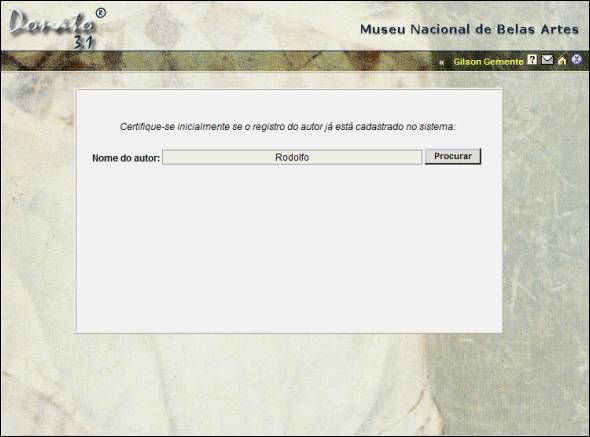 Donato ®
3.1
Museu Nacional de Belas Artes
« Gilson Gemente ? X
Certifique-se inicialmente se o registro do autor já está cadastrado no sistema:
Nome do autor: Rodolfo Procurar